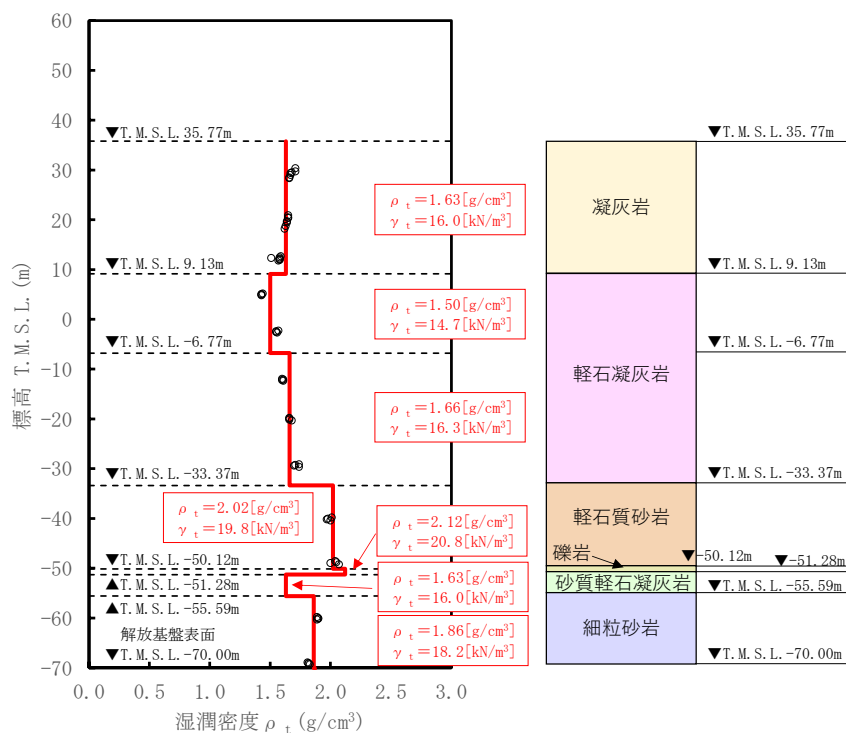 標高 T.M.S.L.(m)
60
50
40
30
20
10
0
−10
−20
−30
−40
−50
−60
−70
▼T.M.S.L.35.77m
▼T.M.S.L.9.13m
▼T.M.S.L.-6.77m
▼T.M.S.L.-33.37m
▼T.M.S.L.-50.12m
▲T.M.S.L.-51.28m
▲T.M.S.L.-55.59m
解放基盤表面
▼T.M.S.L.-70.00m
ρt＝1.63[g/cm³]
γt＝16.0[kN/m³]
ρt＝1.50[g/cm³]
γt＝14.7[kN/m³]
ρt＝1.66[g/cm³]
γt＝16.3[kN/m³]
ρt＝2.02[g/cm³]
γt＝19.8[kN/m³]
ρt＝2.12[g/cm³]
γt＝20.8[kN/m³]
ρt＝1.63[g/cm³]
γt＝16.0[kN/m³]
ρt＝1.86[g/cm³]
γt＝18.2[kN/m³]
0.0 0.5 1.0 1.5 2.0 2.5 3.0
湿潤密度ρt(g/cm³)
凝灰岩
軽石凝灰岩
軽石質砂岩
礫岩
砂質軽石凝灰岩
細粒砂岩
▼T.M.S.L.35.77m
▼T.M.S.L.9.13m
▼T.M.S.L.-6.77m
▼T.M.S.L.-33.37m
▼-50.12m
▼-51.28m
▼T.M.S.L.-55.59m
▼T.M.S.L.-70.00m